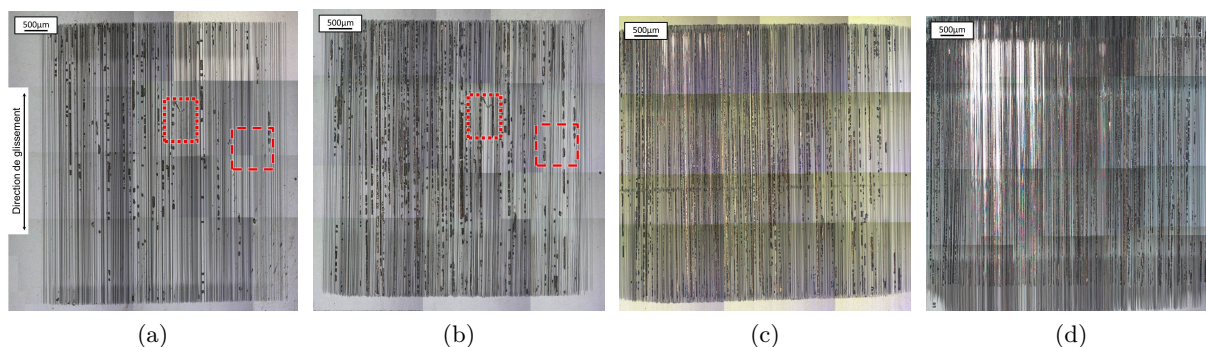 500µm
500µm
500µm
500µm
Direction de glissement
(a)
(b)
(c)
(d)